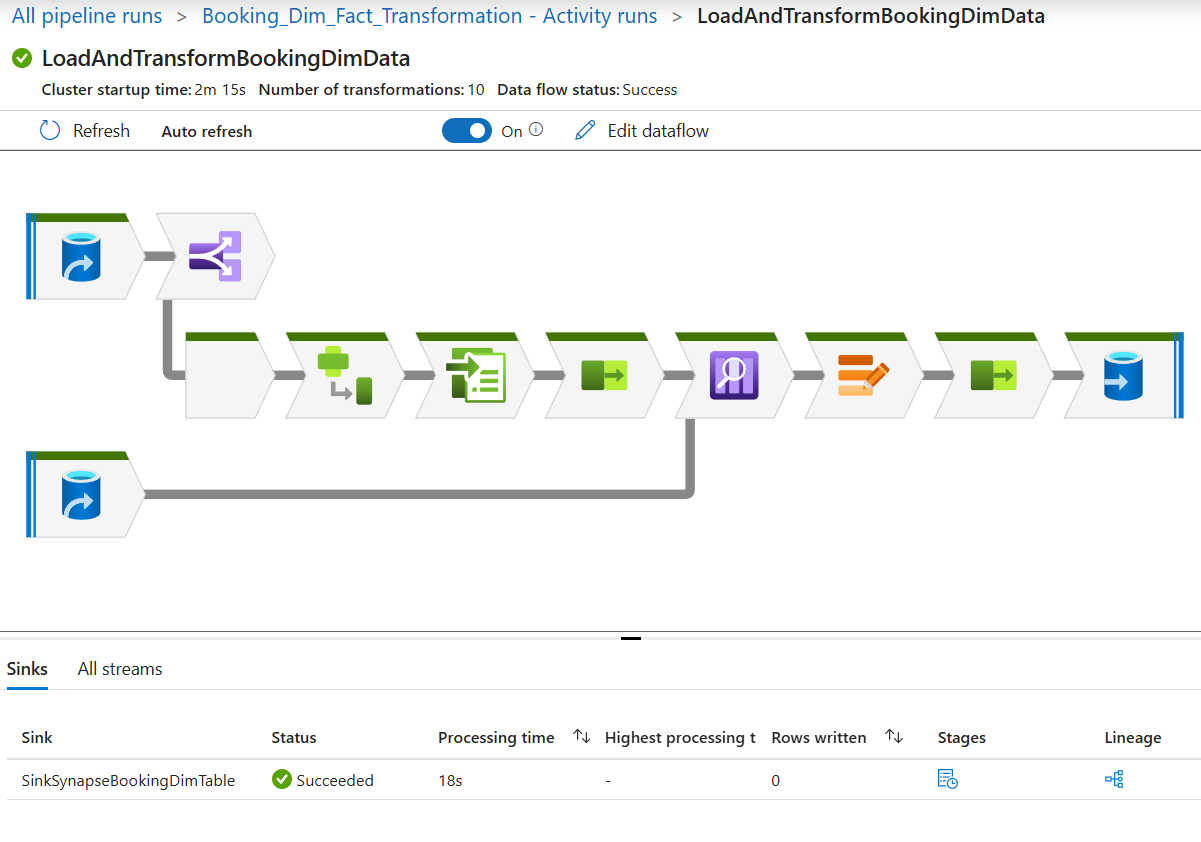 All pipeline runs > Booking_Dim_Fact_Transformation - Activity runs > LoadAndTransformBookingDimData
LoadAndTransformBookingDimData
Cluster startup time: 2m 15s Number of transformations: 10 Data flow status: Success
Refresh Auto refresh On Edit dataflow
Sinks All streams
Sink Status Processing time Highest processing t Rows written Stages Lineage
SinkSynapseBookingDimTable Succeeded 18s - 0